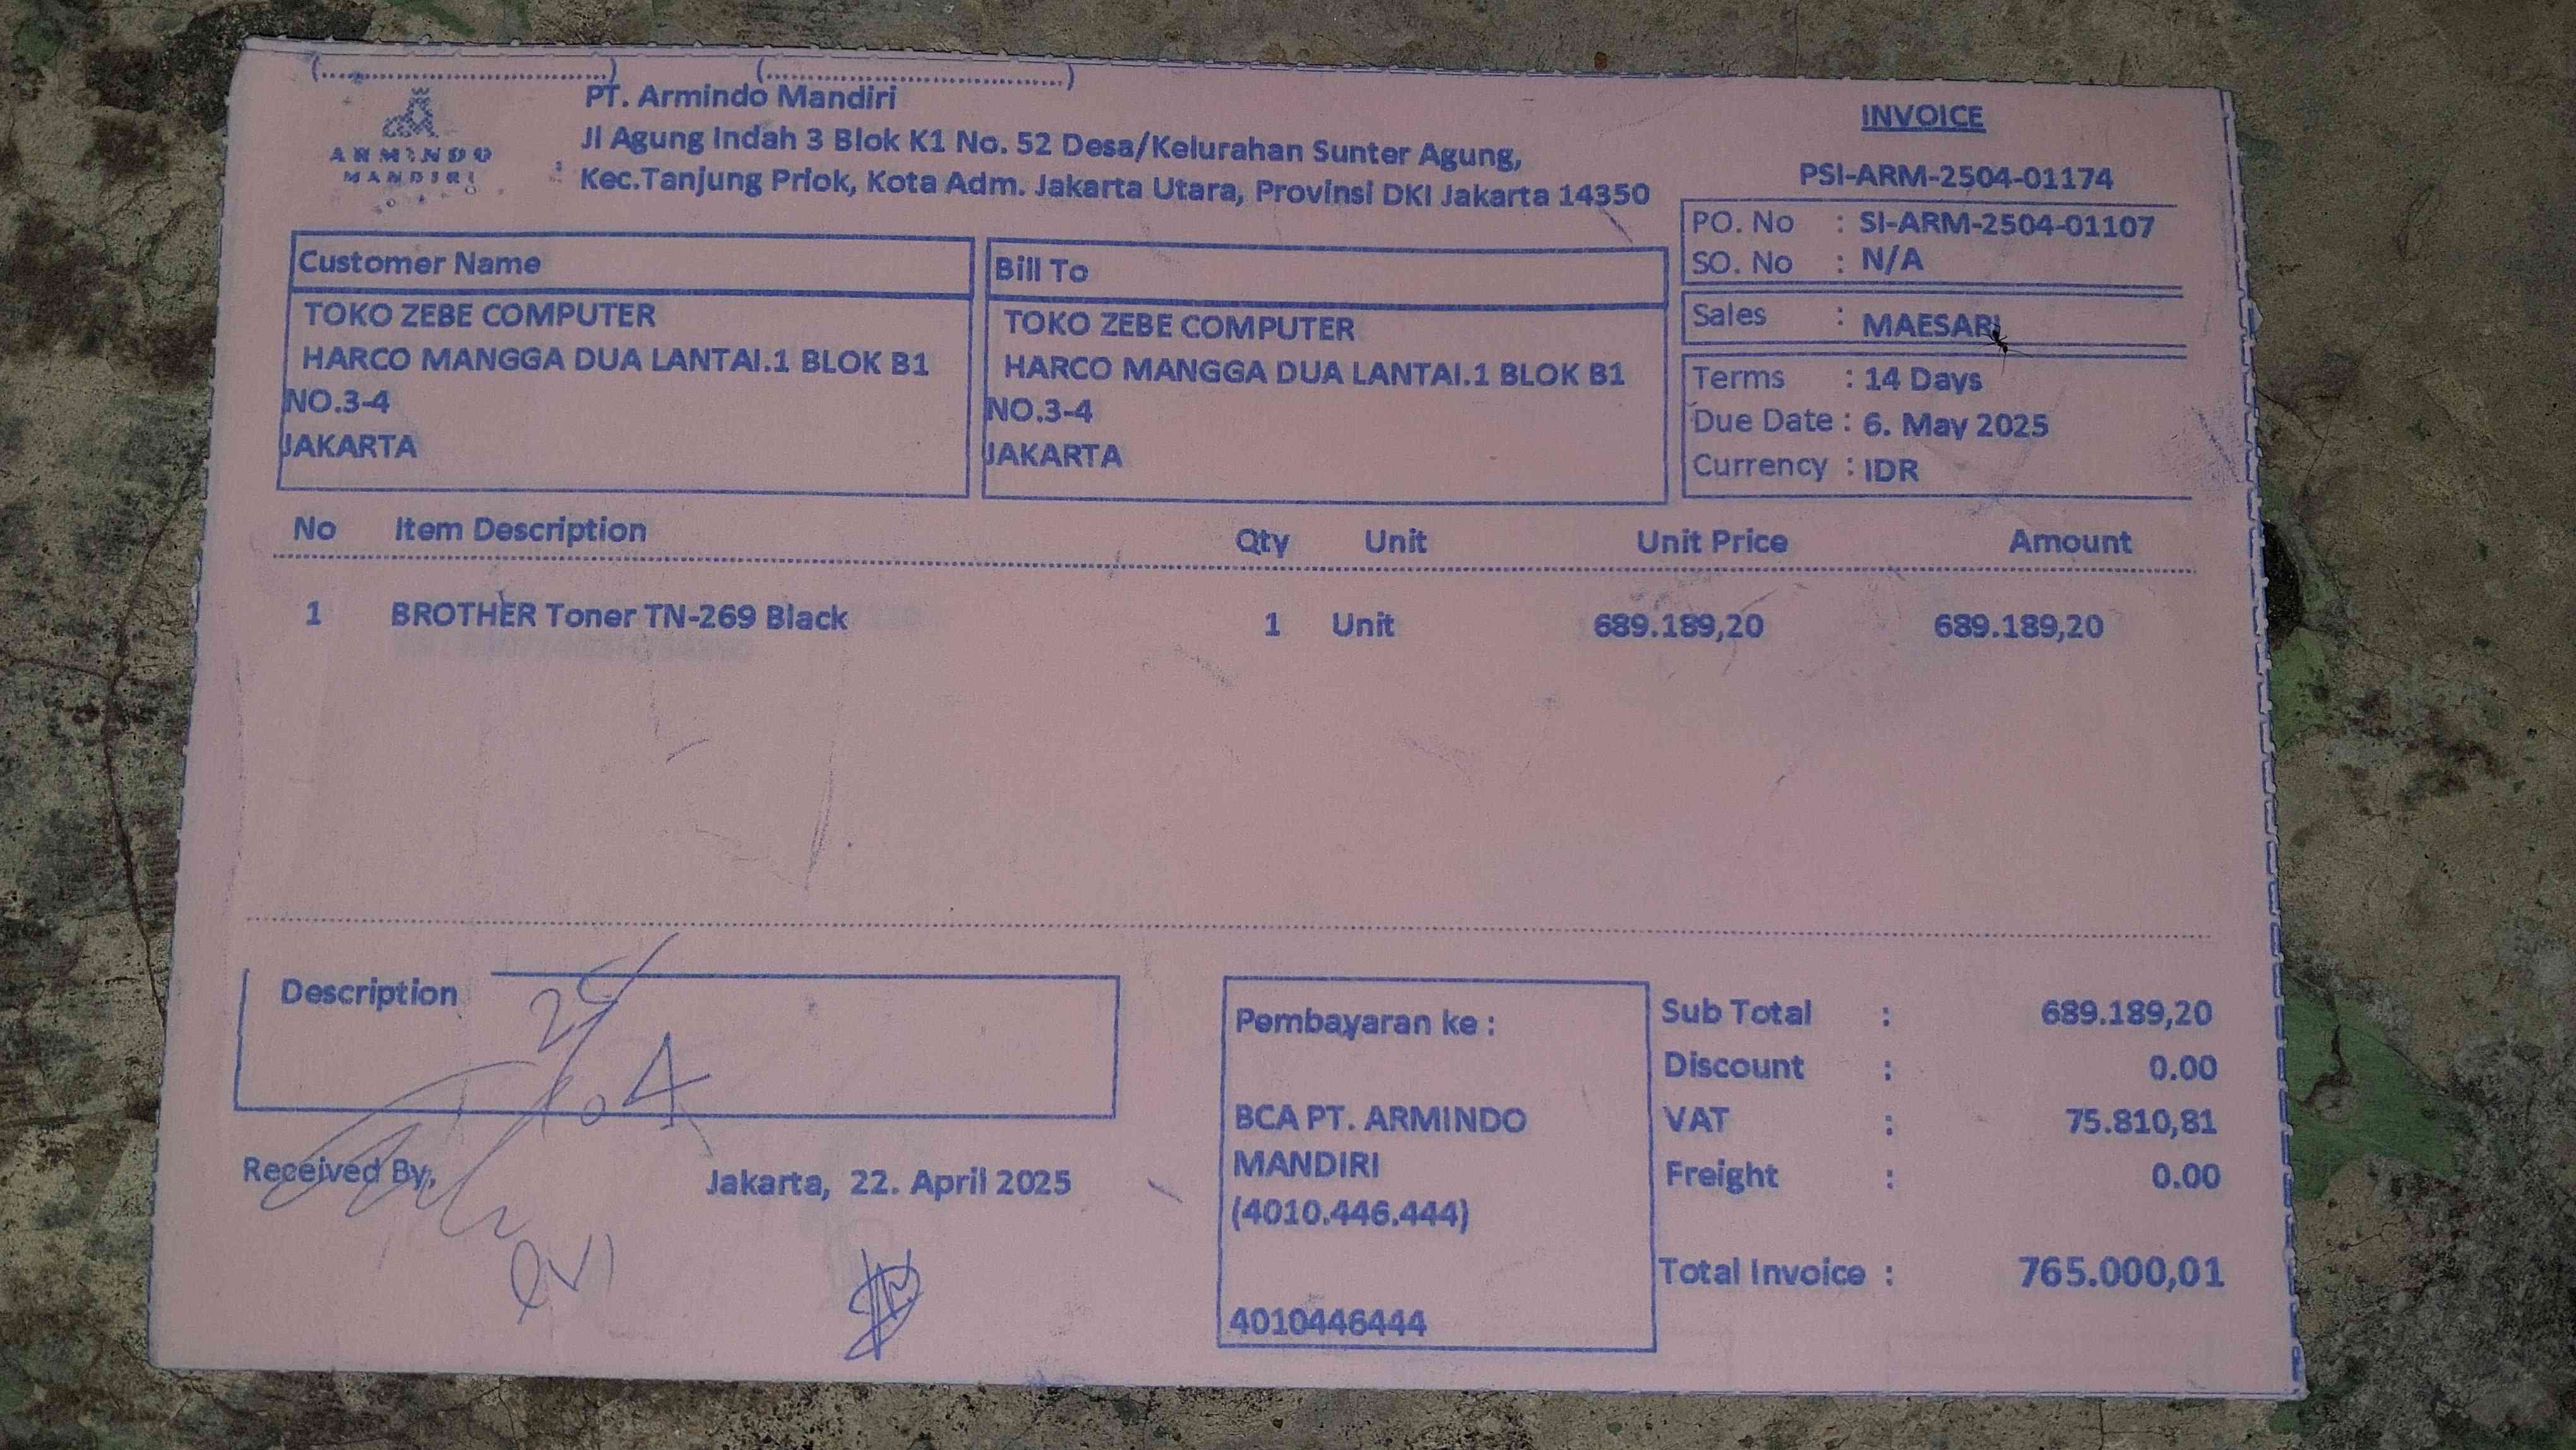 (..............................) (................................)
ARMINDO
MANDIRI
PT. Armindo Mandiri
Jl Agung Indah 3 Blok K1 No. 52 Desa/Kelurahan Sunter Agung,
Kec.Tanjung Priok, Kota Adm. Jakarta Utara, Provinsi DKI Jakarta 14350
INVOICE
PSI-ARM-2504-01174
PO. No : SI-ARM-2504-01107
SO. No : N/A
Sales : MAESARI
Terms : 14 Days
Due Date : 6. May 2025
Currency : IDR
Customer Name
TOKO ZEBE COMPUTER
HARCO MANGGA DUA LANTAI.1 BLOK B1
NO.3-4
JAKARTA
Bill To
TOKO ZEBE COMPUTER
HARCO MANGGA DUA LANTAI.1 BLOK B1
NO.3-4
JAKARTA
No Item Description Qty Unit Unit Price Amount
1 BROTHER Toner TN-269 Black 1 Unit 689.189,20 689.189,20
Description
Received By,
Jakarta, 22. April 2025
Pembayaran ke :
BCA PT. ARMINDO
MANDIRI
(4010.446.444)
4010446444
Sub Total : 689.189,20
Discount : 0.00
VAT : 75.810,81
Freight : 0.00
Total Invoice : 765.000,01